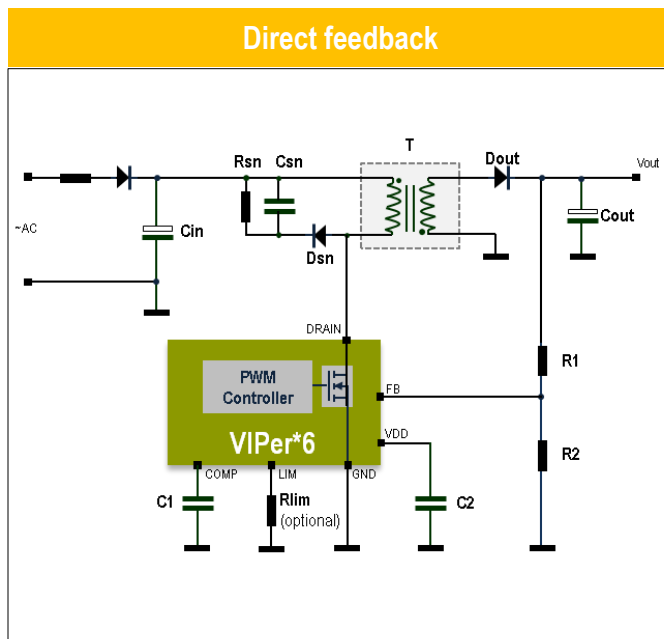 Direct feedback
T
Rsn
Csn
Dout
Vout
~AC
Cin
Dsn
Cout
DRAIN
PWM
Controller
FB
R1
VIPer*6
VDD
R2
COMP
LIM
GND
C1
Rlim
(optional)
C2